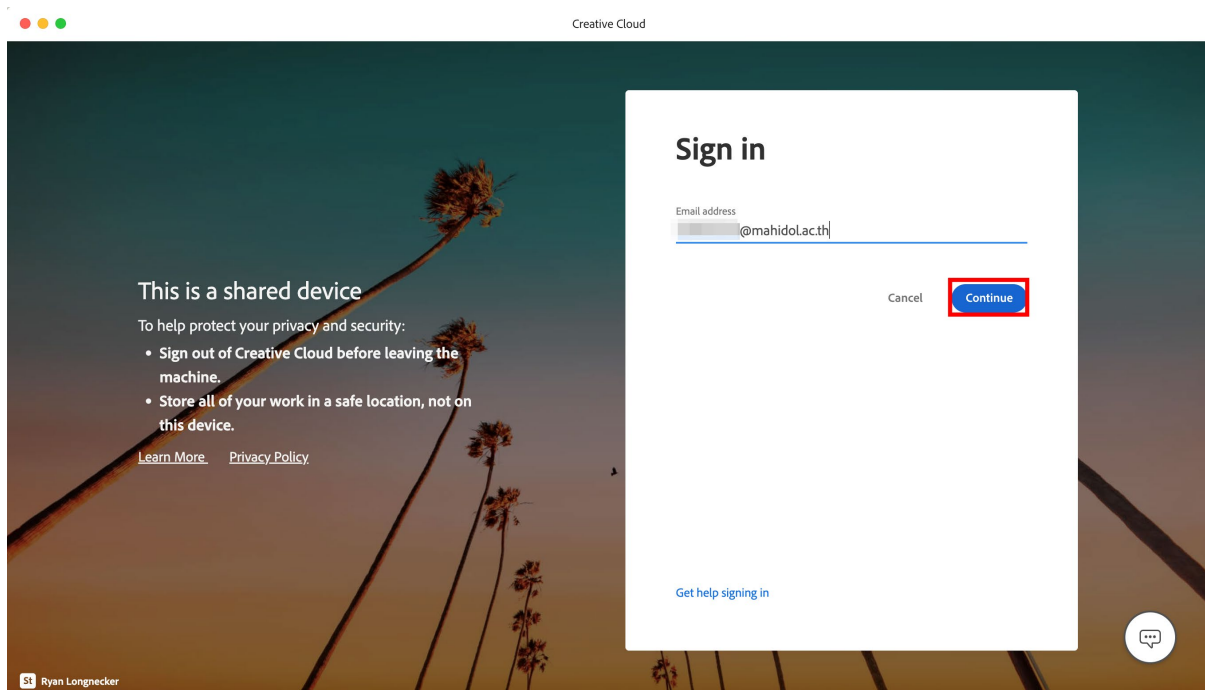 Creative Cloud
This is a shared device
To help protect your privacy and security:
• Sign out of Creative Cloud before leaving the
machine.
• Store all of your work in a safe location, not on
this device.
Learn More Privacy Policy
St Ryan Longnecker
Sign in
Email address
@mahidol.ac.th
Cancel Continue
Get help signing in